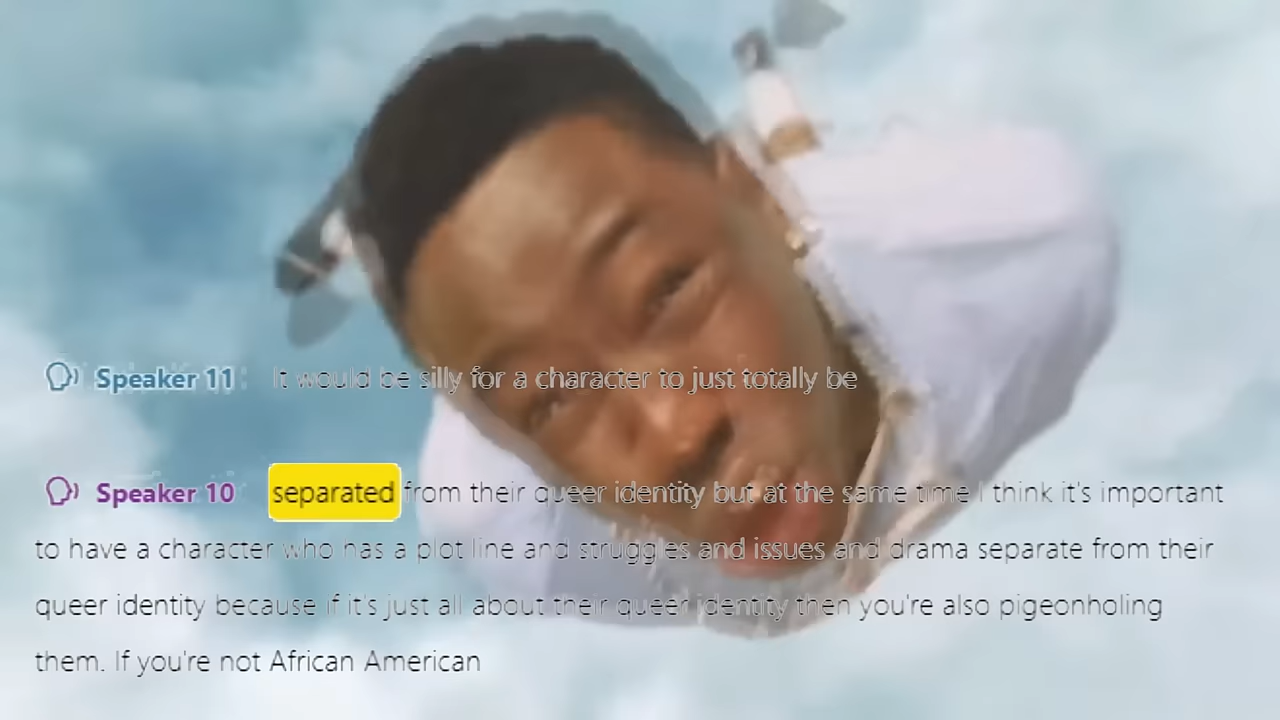 Speaker 11 It would be silly for a character to just totally be
Speaker 10 separated from their queer identity but at the same time I think it's important
to have a character who has a plot line and struggles and issues and drama separate from their
queer identity because if it's just all about their queer identity then you're also pigeonholing
them. If you're not African American